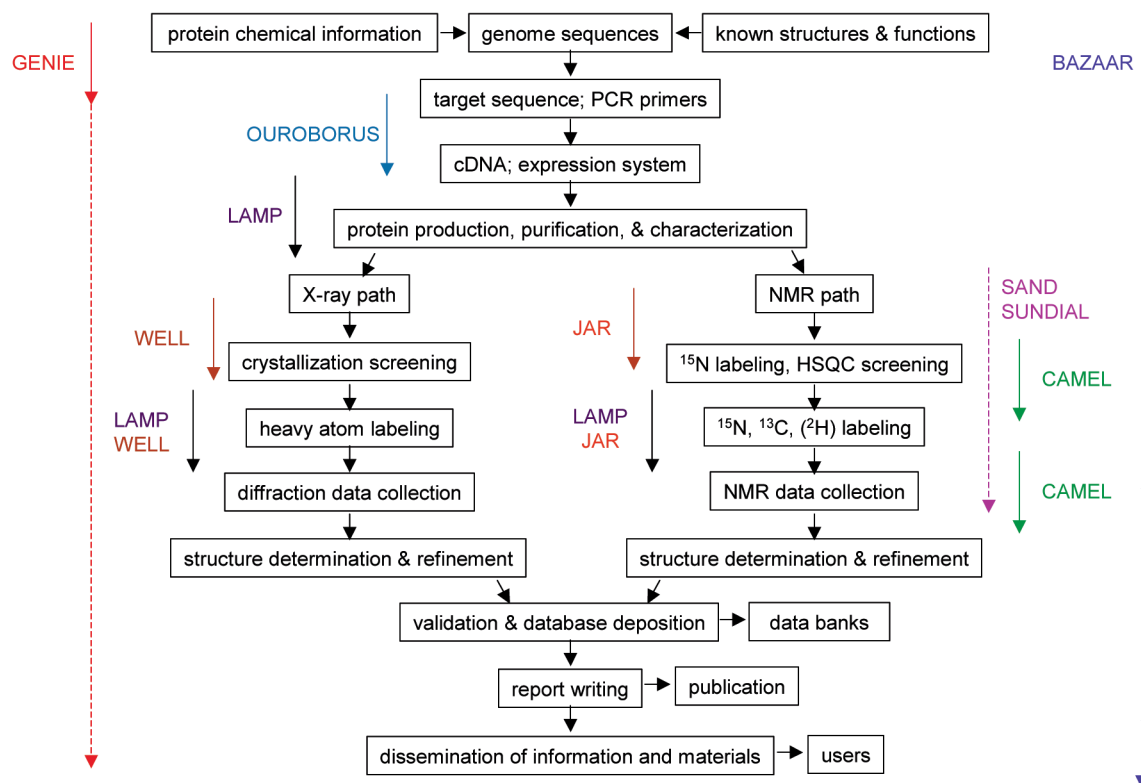 protein chemical information
genome sequences
known structures & functions
GENIE
BAZAAR
target sequence; PCR primers
OUROBORUS
cDNA; expression system
LAMP
protein production, purification, & characterization
X-ray path
NMR path
SAND
SUNDIAL
WELL
JAR
crystallization screening
¹⁵N labeling, HSQC screening
CAMEL
LAMP
WELL
heavy atom labeling
LAMP
JAR
¹⁵N, ¹³C, (²H) labeling
diffraction data collection
NMR data collection
CAMEL
structure determination & refinement
structure determination & refinement
validation & database deposition
data banks
report writing
publication
dissemination of information and materials
users